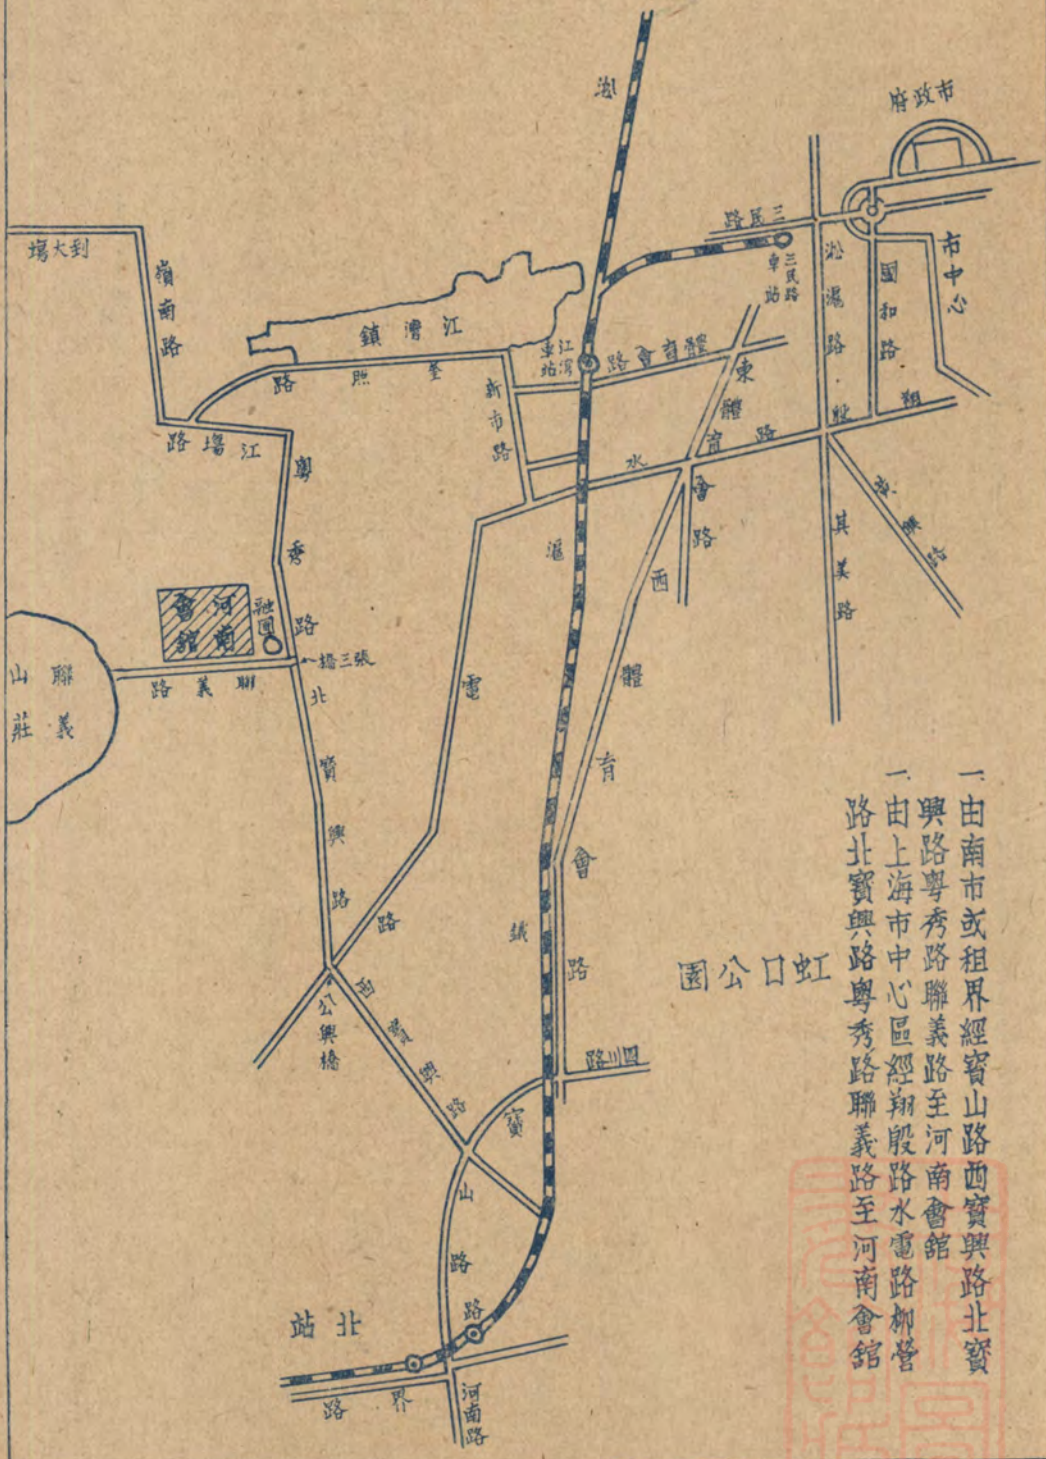 府政市
淞
路民三
三民路
車站
淞滬路
國和路
市中心
場大到
嶺南路
鎮灣江
江灣
車站
路會育體
路照荃
新市路
東體育會路
翔殷路
路場江
粵秀路
水電路
滬
其美路
西體育會路
河南
會館
橋三張
路義聯
聯義
山莊
北寶興路
鐵
公興橋
西寶興路
園公口虹
路川四
寶山路
路
站北
路界
河南路
一.由南市或租界經寶山路西寶興路北寶
興路粵秀路聯義路至河南會館
一.由上海市中心區經翔殷路水電路柳營
路北寶興路粵秀路聯義路至河南會館